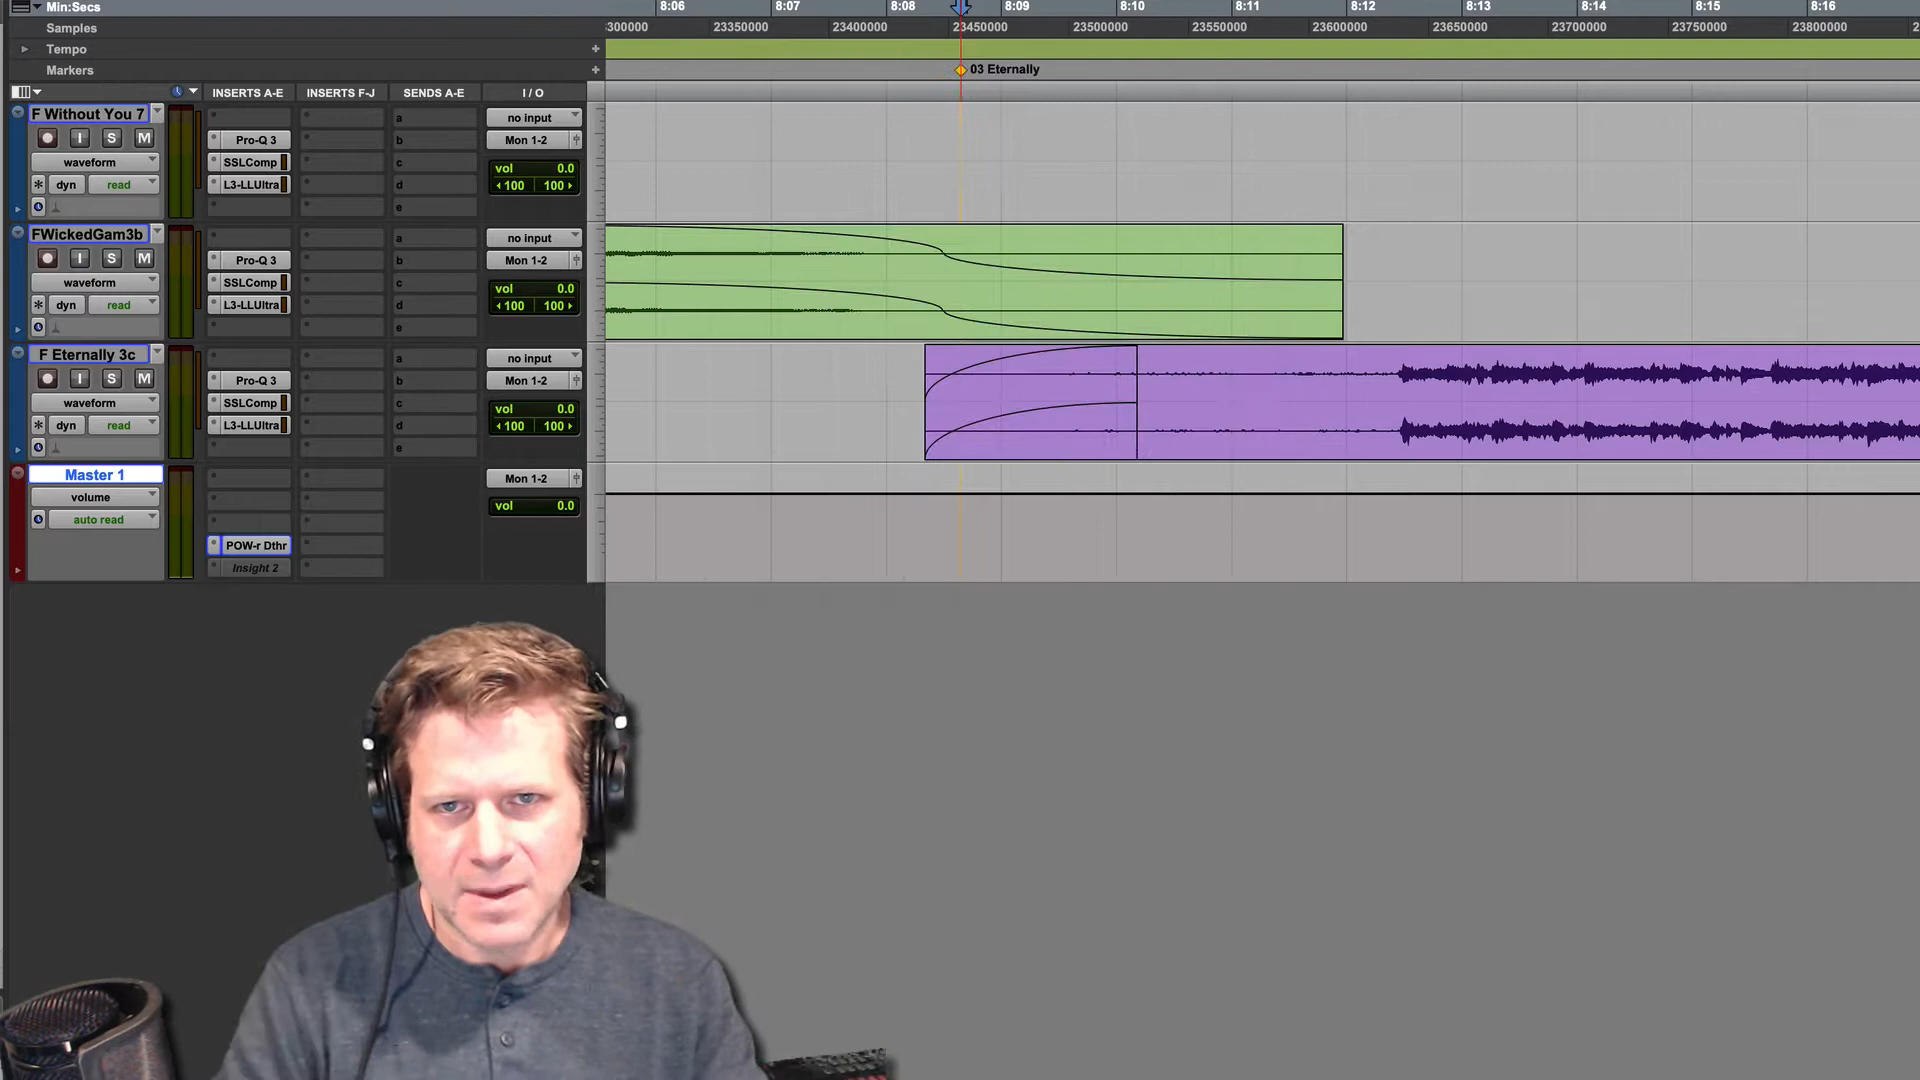 Min:Secs 8:06 8:07 8:08 8:09 8:10 8:11 8:12 8:13 8:14 8:15 8:16
Samples 23350000 23400000 23450000 23500000 23550000 23600000 23650000 23700000 23750000 23800000
Tempo
Markers 03 Eternally
INSERTS A-E INSERTS F-J SENDS A-E I / O
F Without You 7 a no input
I S M Pro-Q 3 b Mon 1-2
waveform SSLComp c vol 0.0
dyn read L3-LLUltra d 100 100
e
FWickedGam3b a no input
I S M Pro-Q 3 b Mon 1-2
waveform SSLComp c vol 0.0
dyn read L3-LLUltra d 100 100
e
F Eternally 3c a no input
I S M Pro-Q 3 b Mon 1-2
waveform SSLComp c vol 0.0
dyn read L3-LLUltra d 100 100
e
Master 1 Mon 1-2
volume vol 0.0
auto read
POW-r Dthr
Insight 2